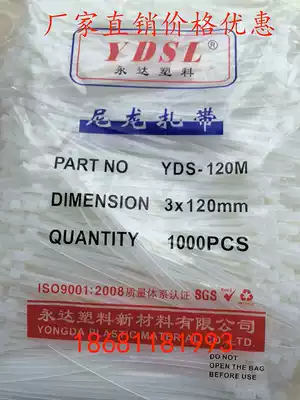 厂家直销价格优惠
YDSL®
永达塑料
尼龙扎带
PART NO YDS-120M
DIMENSION 3x120mm
QUANTITY 1000PCS
ISO9001:2008质量体系认证 SGS
永达塑料新材料有限公司
YONGDA PLASTIC MATERIAL CO.,LTD.
18681181993
DO NOT
OPEN THE BAG
BEFORE USE